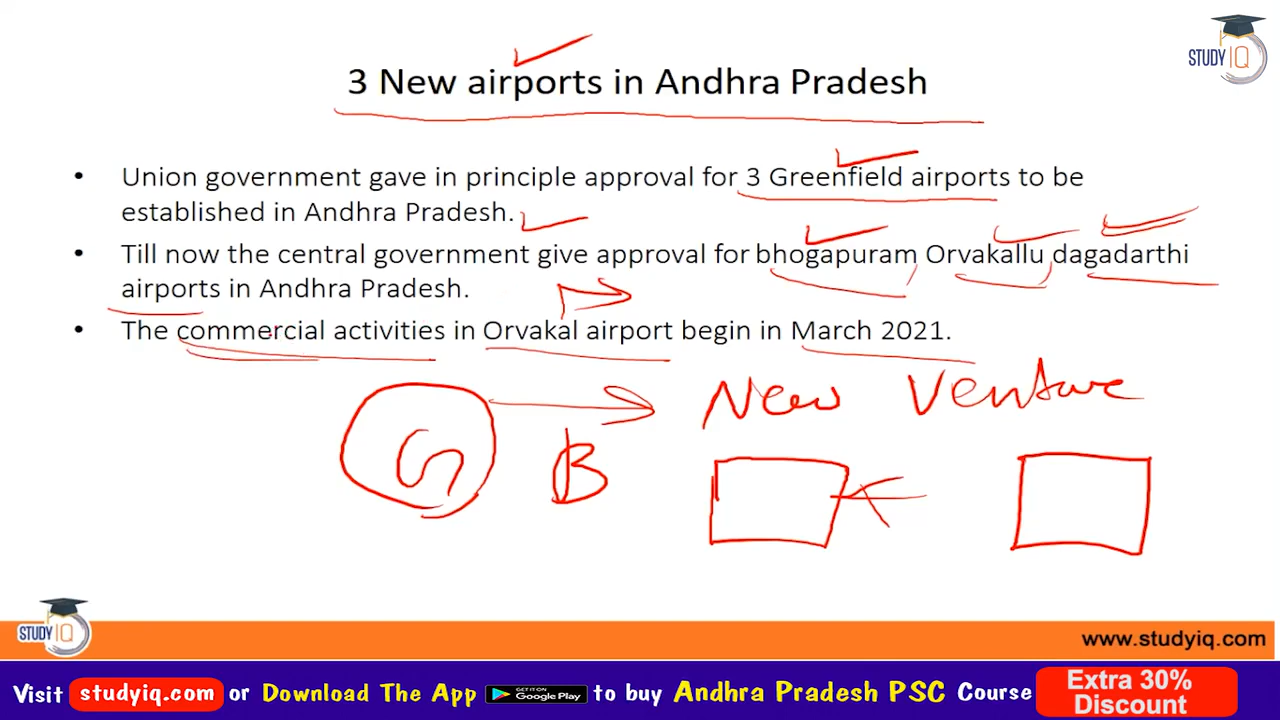 STUDY IQ
3 New airports in Andhra Pradesh
• Union government gave in principle approval for 3 Greenfield airports to be
established in Andhra Pradesh.
• Till now the central government give approval for bhogapuram Orvakallu dagadarthi
airports in Andhra Pradesh.
• The commercial activities in Orvakal airport begin in March 2021.
New Venture
G
B
STUDY IQ
www.studyiq.com
Visit studyiq.com or Download The App GET IT ON Google Play to buy Andhra Pradesh PSC Course Extra 30%
Discount